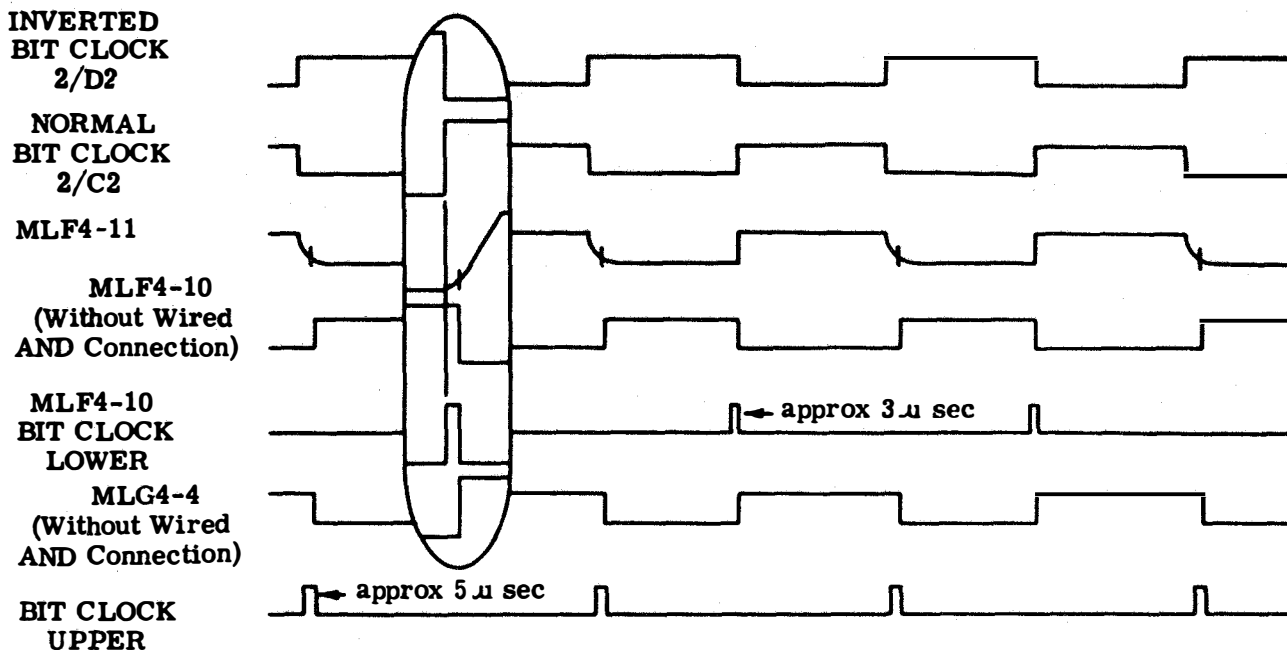 INVERTED
BIT CLOCK
2/D2
NORMAL
BIT CLOCK
2/C2
MLF4-11
MLF4-10
(Without Wired
AND Connection)
MLF4-10
BIT CLOCK
LOWER
approx 3 μ sec
MLG4-4
(Without Wired
AND Connection)
approx 5 μ sec
BIT CLOCK
UPPER